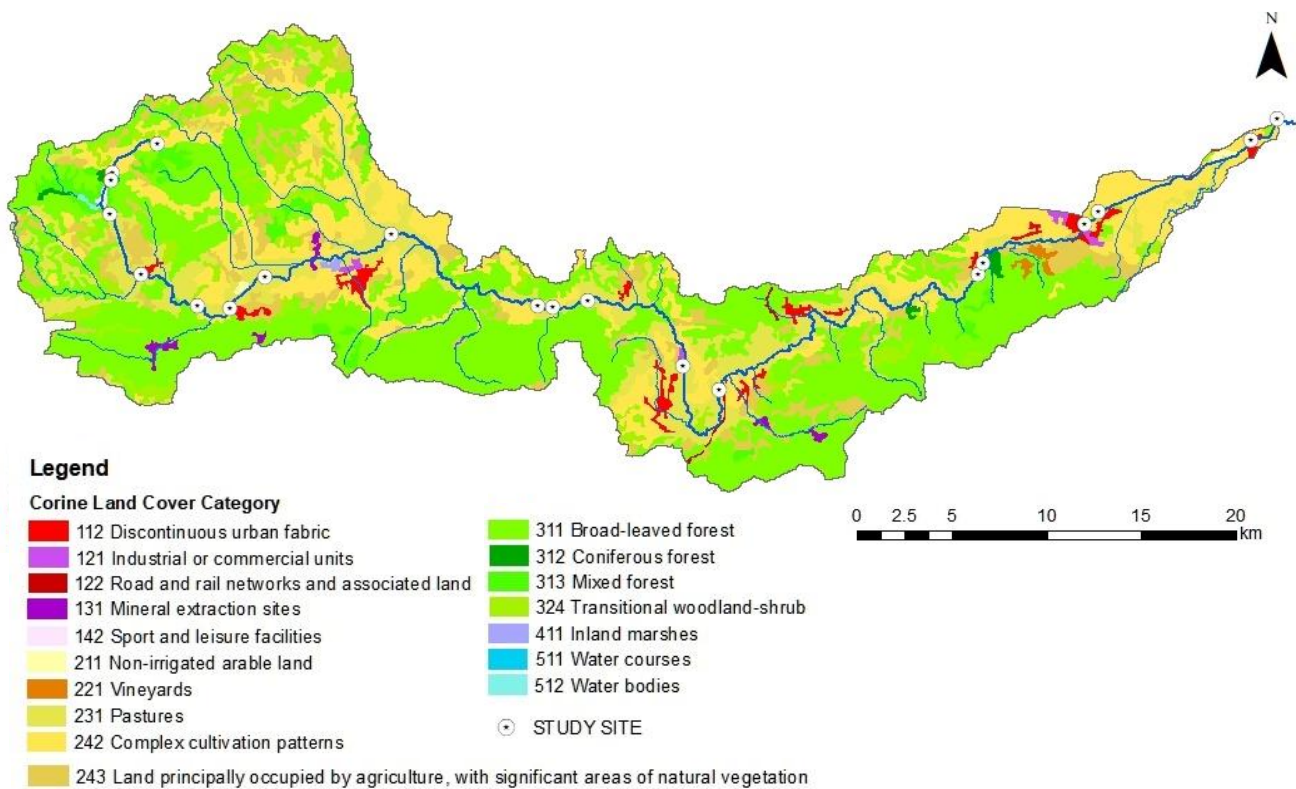 N
Legend
Corine Land Cover Category
112 Discontinuous urban fabric
121 Industrial or commercial units
122 Road and rail networks and associated land
131 Mineral extraction sites
142 Sport and leisure facilities
211 Non-irrigated arable land
221 Vineyards
231 Pastures
242 Complex cultivation patterns
243 Land principally occupied by agriculture, with significant areas of natural vegetation
311 Broad-leaved forest
312 Coniferous forest
313 Mixed forest
324 Transitional woodland-shrub
411 Inland marshes
511 Water courses
512 Water bodies
STUDY SITE
0 2.5 5 10 15 20
km